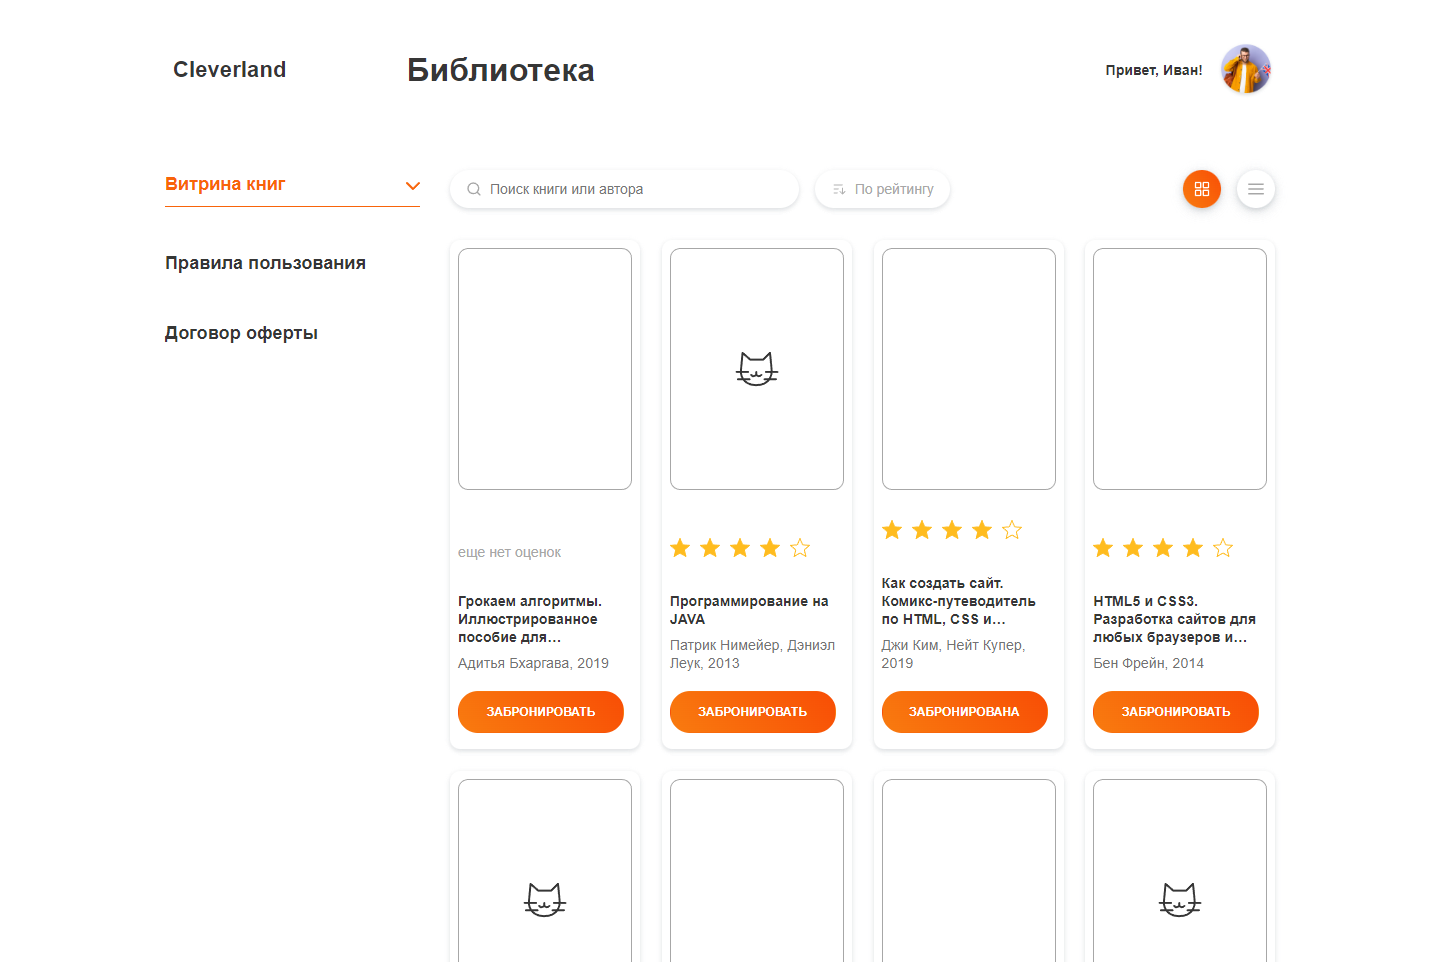 Cleverland
Библиотека
Привет, Иван!
Витрина книг
Правила пользования
Договор оферты
Поиск книги или автора
По рейтингу
еще нет оценок
Грокаем алгоритмы.
Иллюстрированное
пособие для...
Адитья Бхаргава, 2019
ЗАБРОНИРОВАТЬ
Программирование на
JAVA
Патрик Нимейер, Дэниэл
Леук, 2013
ЗАБРОНИРОВАТЬ
Как создать сайт.
Комикс-путеводитель
по HTML, CSS и...
Джи Ким, Нейт Купер,
2019
ЗАБРОНИРОВАНА
HTML5 и CSS3.
Разработка сайтов для
любых браузеров и...
Бен Фрейн, 2014
ЗАБРОНИРОВАТЬ